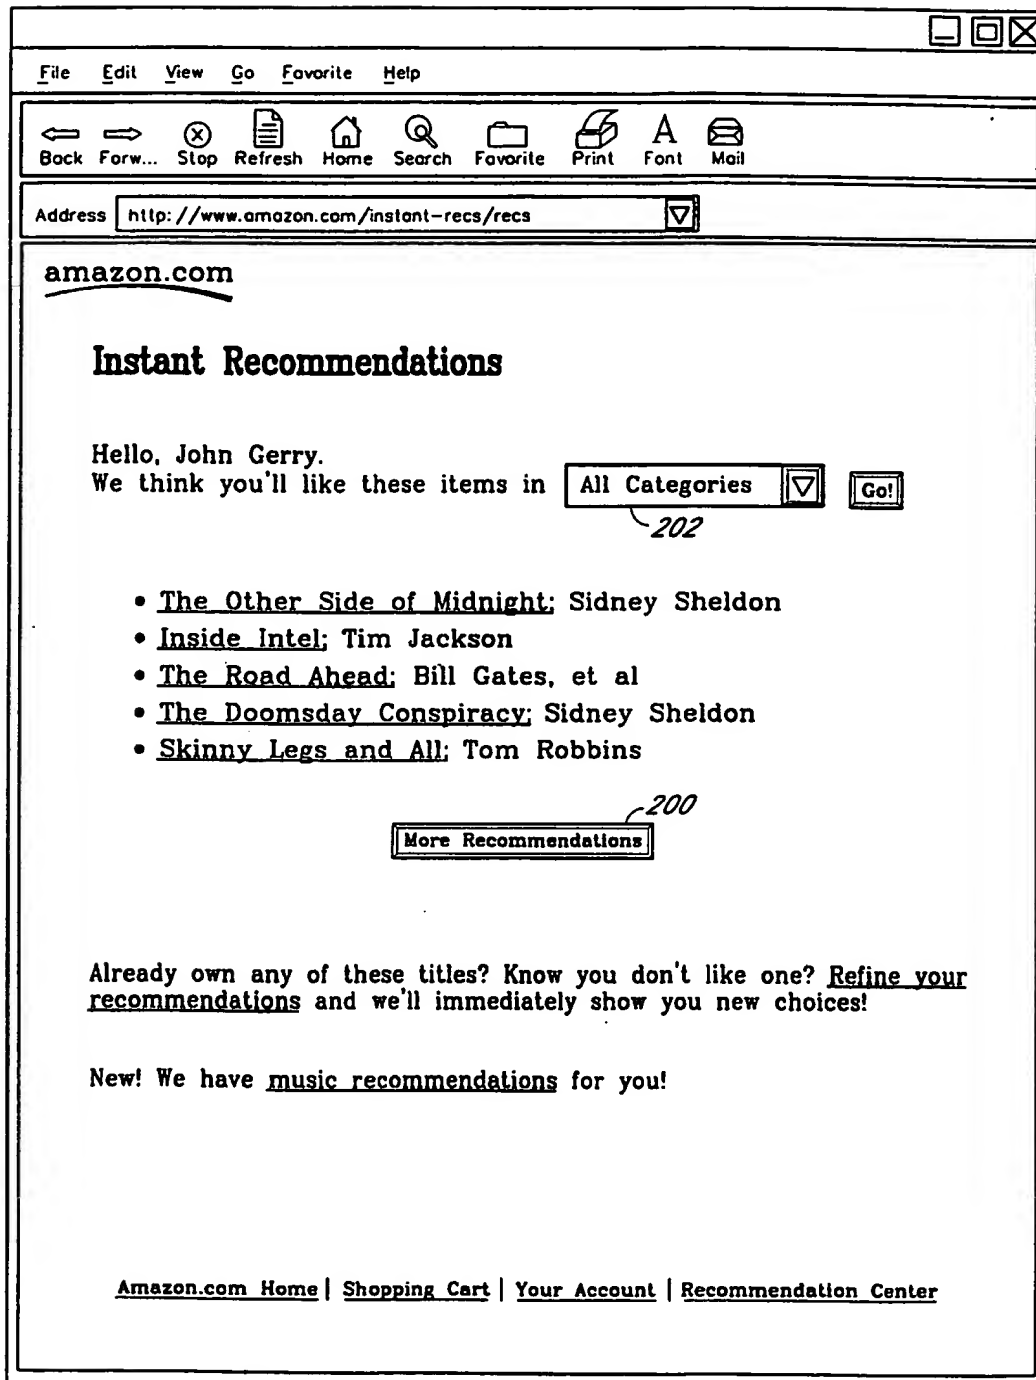 File Edit View Go Favorite Help
Back Forw... Stop Refresh Home Search Favorite Print Font Mail
Address http://www.amazon.com/instant-recs/recs
amazon.com
Instant Recommendations
Hello, John Gerry.
We think you'll like these items in All Categories Go!
202
• The Other Side of Midnight; Sidney Sheldon
• Inside Intel; Tim Jackson
• The Road Ahead; Bill Gates, et al
• The Doomsday Conspiracy; Sidney Sheldon
• Skinny Legs and All; Tom Robbins
200
More Recommendations
Already own any of these titles? Know you don't like one? Refine your
recommendations and we'll immediately show you new choices!
New! We have music recommendations for you!
Amazon.com Home | Shopping Cart | Your Account | Recommendation Center